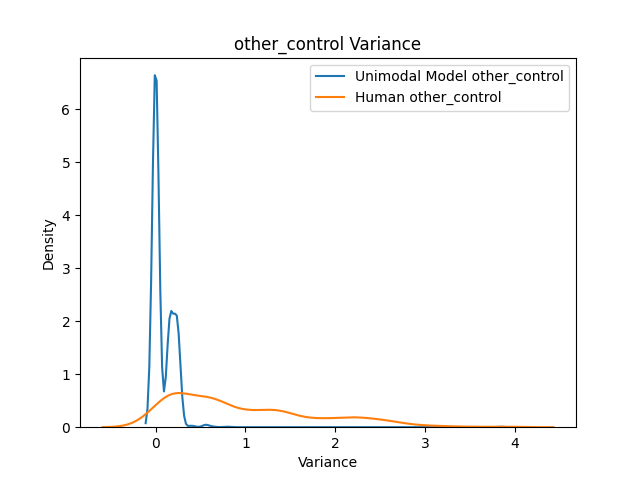 other_control Variance
Unimodal Model other_control
Human other_control
Density
6
5
4
3
2
1
0
0 1 2 3 4
Variance